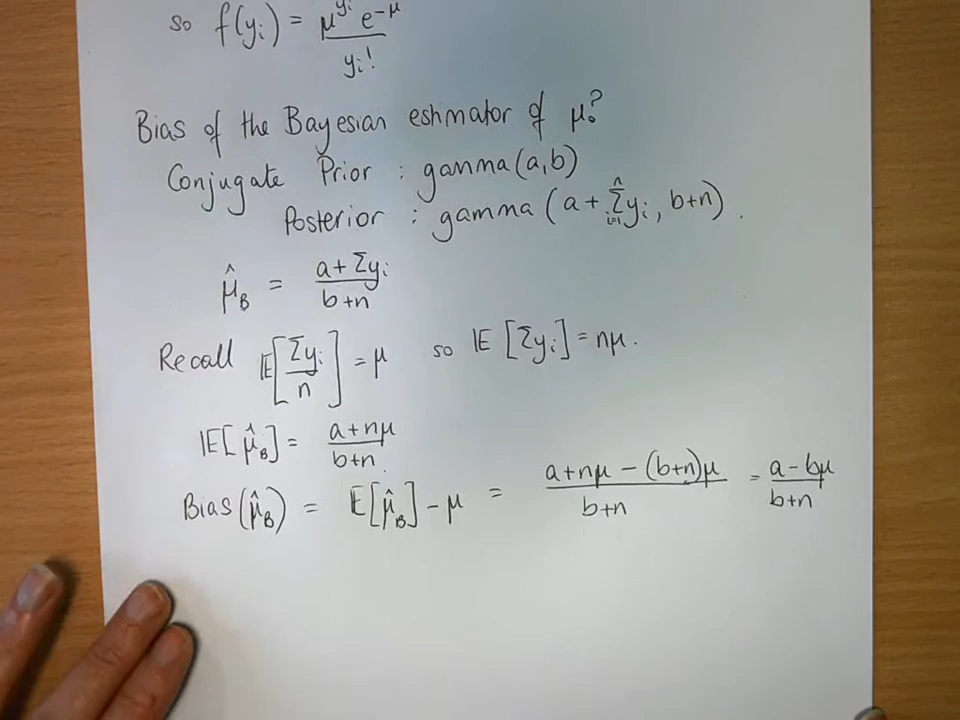 so f(yᵢ) = μ^yᵢ e^-μ / yᵢ!
Bias of the Bayesian estimator of μ?
Conjugate Prior : gamma(a,b)
Posterior : gamma (a + Σⁿᵢ₌₁ yᵢ, b+n).
μ̂_B = (a + Σyᵢ) / (b+n)
Recall E[Σyᵢ / n] = μ so E[Σyᵢ] = nμ.
E[μ̂_B] = (a+nμ) / (b+n).
Bias(μ̂_B) = E[μ̂_B] - μ = (a+nμ - (b+n)μ) / (b+n) = (a - bμ) / (b+n)